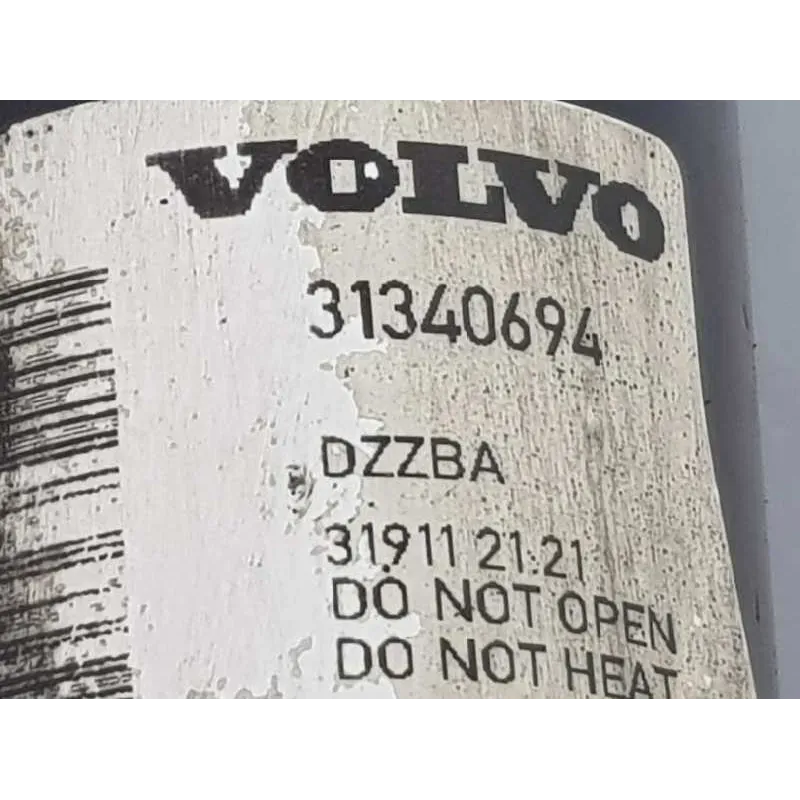 VOLVO
31340694
DZZBA
31911 21:21
DO NOT OPEN
DO NOT HEAT